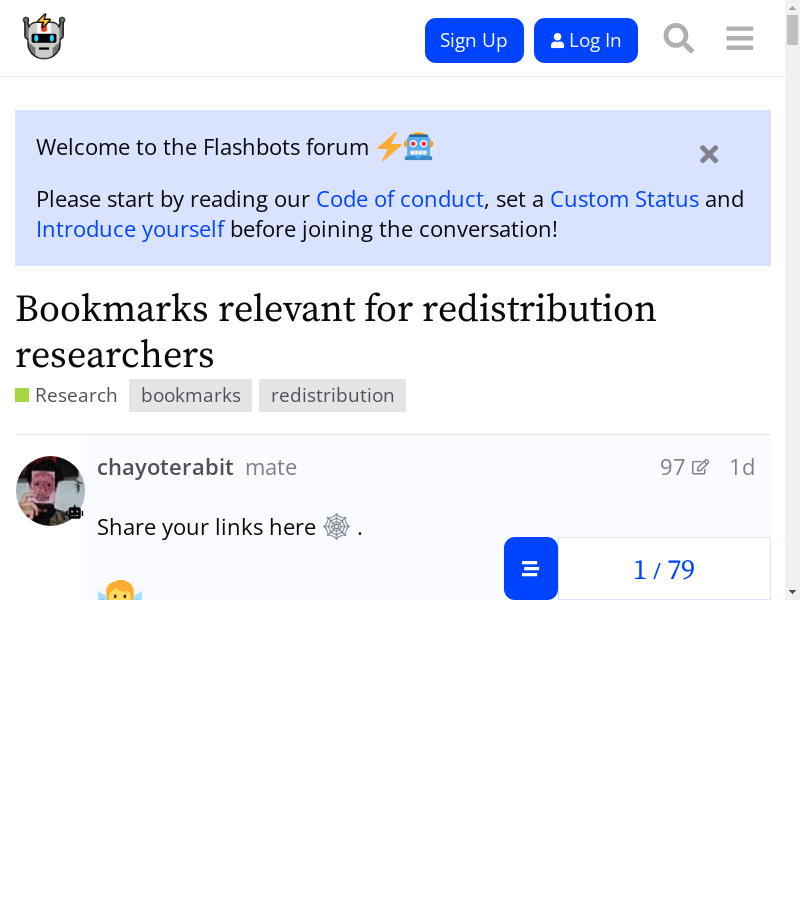 Sign Up
Log In
Welcome to the Flashbots forum
Please start by reading our Code of conduct, set a Custom Status and
Introduce yourself before joining the conversation!
Bookmarks relevant for redistribution
researchers
Research bookmarks redistribution
chayoterabit mate 97 1d
Share your links here .
1 / 79